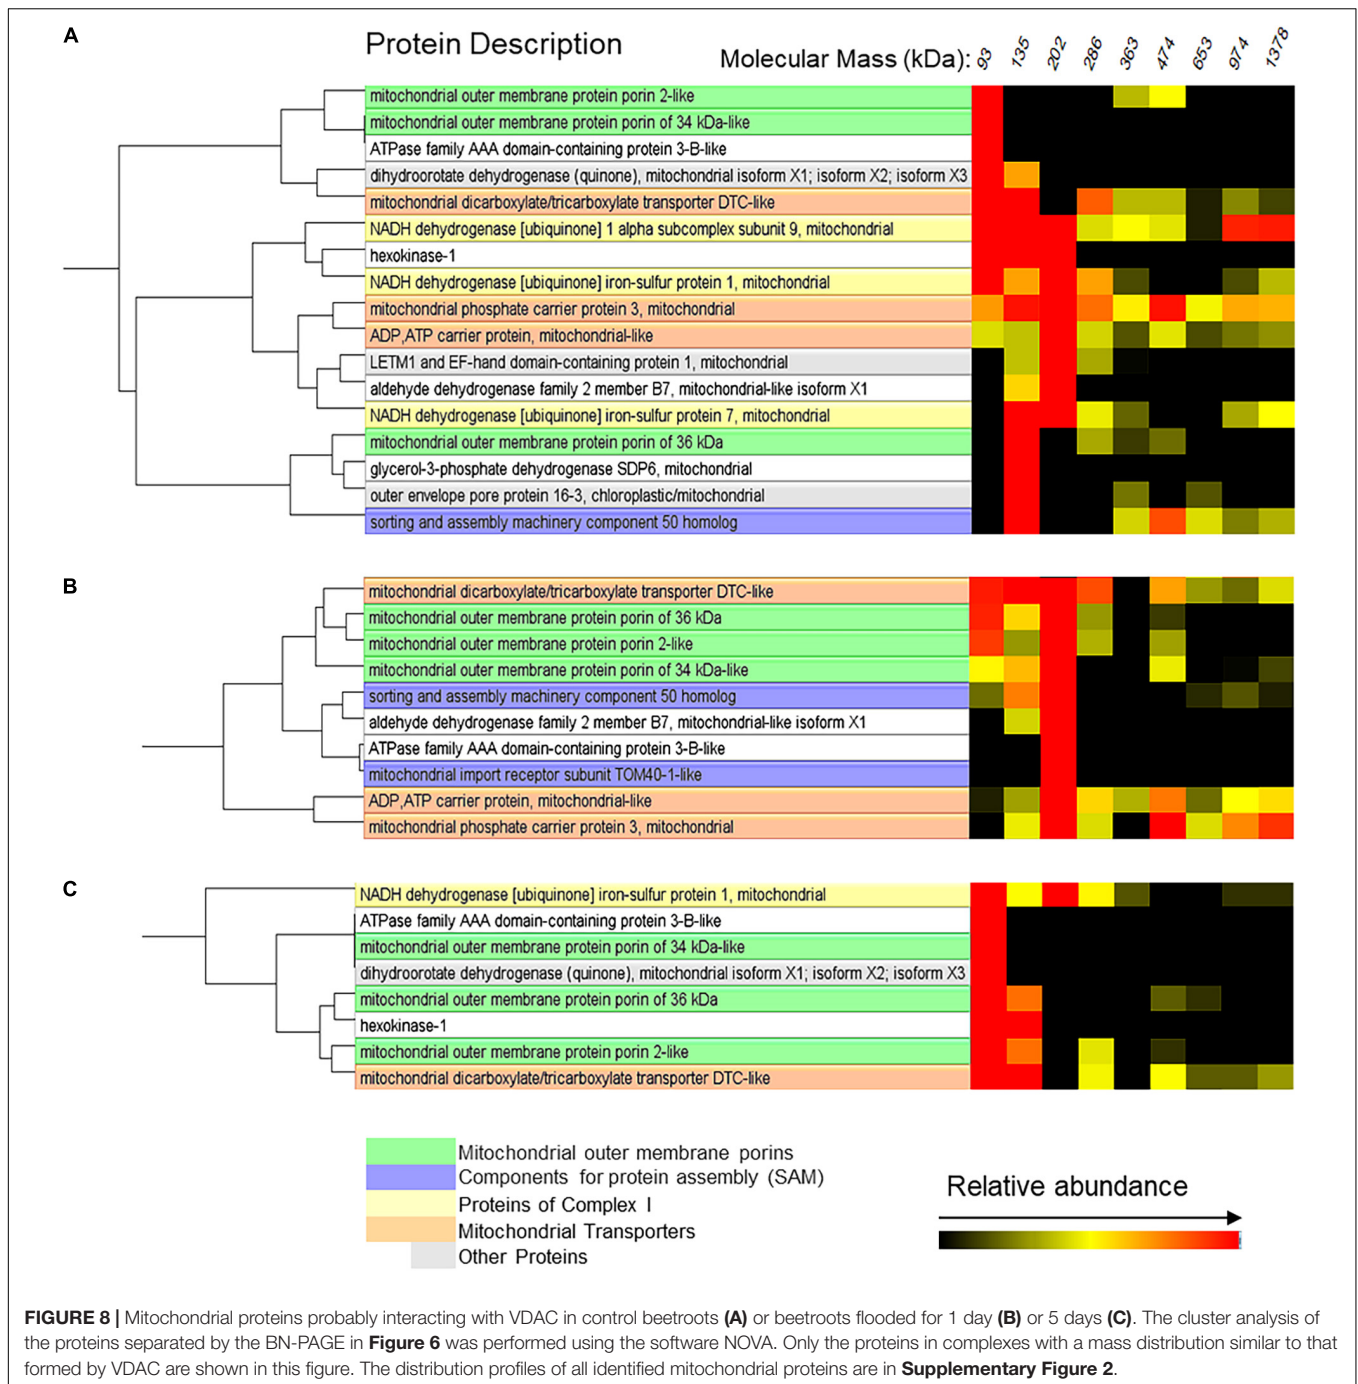 A
Protein Description
Molecular Mass (kDa):
93 135 202 286 363 474 653 974 1378
mitochondrial outer membrane protein porin 2-like
mitochondrial outer membrane protein porin of 34 kDa-like
ATPase family AAA domain-containing protein 3-B-like
dihydroorotate dehydrogenase (quinone), mitochondrial isoform X1; isoform X2; isoform X3
mitochondrial dicarboxylate/tricarboxylate transporter DTC-like
NADH dehydrogenase [ubiquinone] 1 alpha subcomplex subunit 9, mitochondrial
hexokinase-1
NADH dehydrogenase [ubiquinone] iron-sulfur protein 1, mitochondrial
mitochondrial phosphate carrier protein 3, mitochondrial
ADP,ATP carrier protein, mitochondrial-like
LETM1 and EF-hand domain-containing protein 1, mitochondrial
aldehyde dehydrogenase family 2 member B7, mitochondrial-like isoform X1
NADH dehydrogenase [ubiquinone] iron-sulfur protein 7, mitochondrial
mitochondrial outer membrane protein porin of 36 kDa
glycerol-3-phosphate dehydrogenase SDP6, mitochondrial
outer envelope pore protein 16-3, chloroplastic/mitochondrial
sorting and assembly machinery component 50 homolog
B
mitochondrial dicarboxylate/tricarboxylate transporter DTC-like
mitochondrial outer membrane protein porin of 36 kDa
mitochondrial outer membrane protein porin 2-like
mitochondrial outer membrane protein porin of 34 kDa-like
sorting and assembly machinery component 50 homolog
aldehyde dehydrogenase family 2 member B7, mitochondrial-like isoform X1
ATPase family AAA domain-containing protein 3-B-like
mitochondrial import receptor subunit TOM40-1-like
ADP,ATP carrier protein, mitochondrial-like
mitochondrial phosphate carrier protein 3, mitochondrial
C
NADH dehydrogenase [ubiquinone] iron-sulfur protein 1, mitochondrial
ATPase family AAA domain-containing protein 3-B-like
mitochondrial outer membrane protein porin of 34 kDa-like
dihydroorotate dehydrogenase (quinone), mitochondrial isoform X1; isoform X2; isoform X3
mitochondrial outer membrane protein porin of 36 kDa
hexokinase-1
mitochondrial outer membrane protein porin 2-like
mitochondrial dicarboxylate/tricarboxylate transporter DTC-like
Mitochondrial outer membrane porins
Components for protein assembly (SAM)
Proteins of Complex I
Mitochondrial Transporters
Other Proteins
Relative abundance
FIGURE 8 | Mitochondrial proteins probably interacting with VDAC in control beetroots (A) or beetroots flooded for 1 day (B) or 5 days (C). The cluster analysis of
the proteins separated by the BN-PAGE in Figure 6 was performed using the software NOVA. Only the proteins in complexes with a mass distribution similar to that
formed by VDAC are shown in this figure. The distribution profiles of all identified mitochondrial proteins are in Supplementary Figure 2.